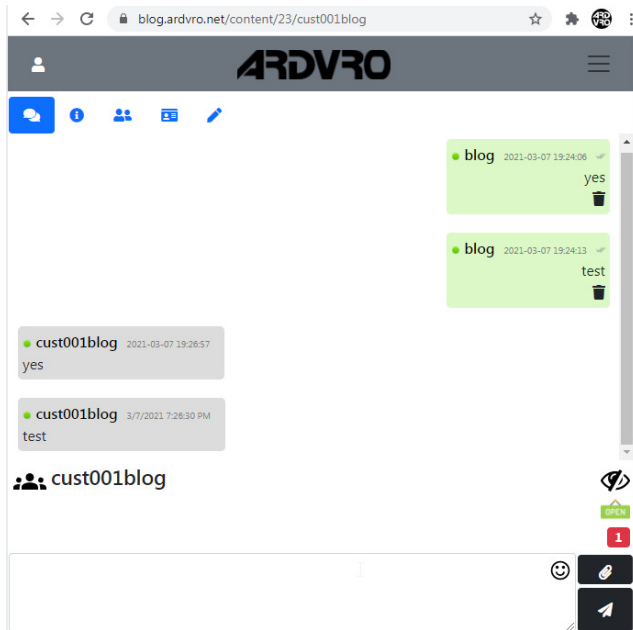 blog.ardvro.net/content/23/cust001blog
ARDVRO
blog 2021-03-07 19:24:06
yes
blog 2021-03-07 19:24:13
test
cust001blog 2021-03-07 19:26:57
yes
cust001blog 3/7/2021 7:26:30 PM
test
cust001blog
OPEN
1